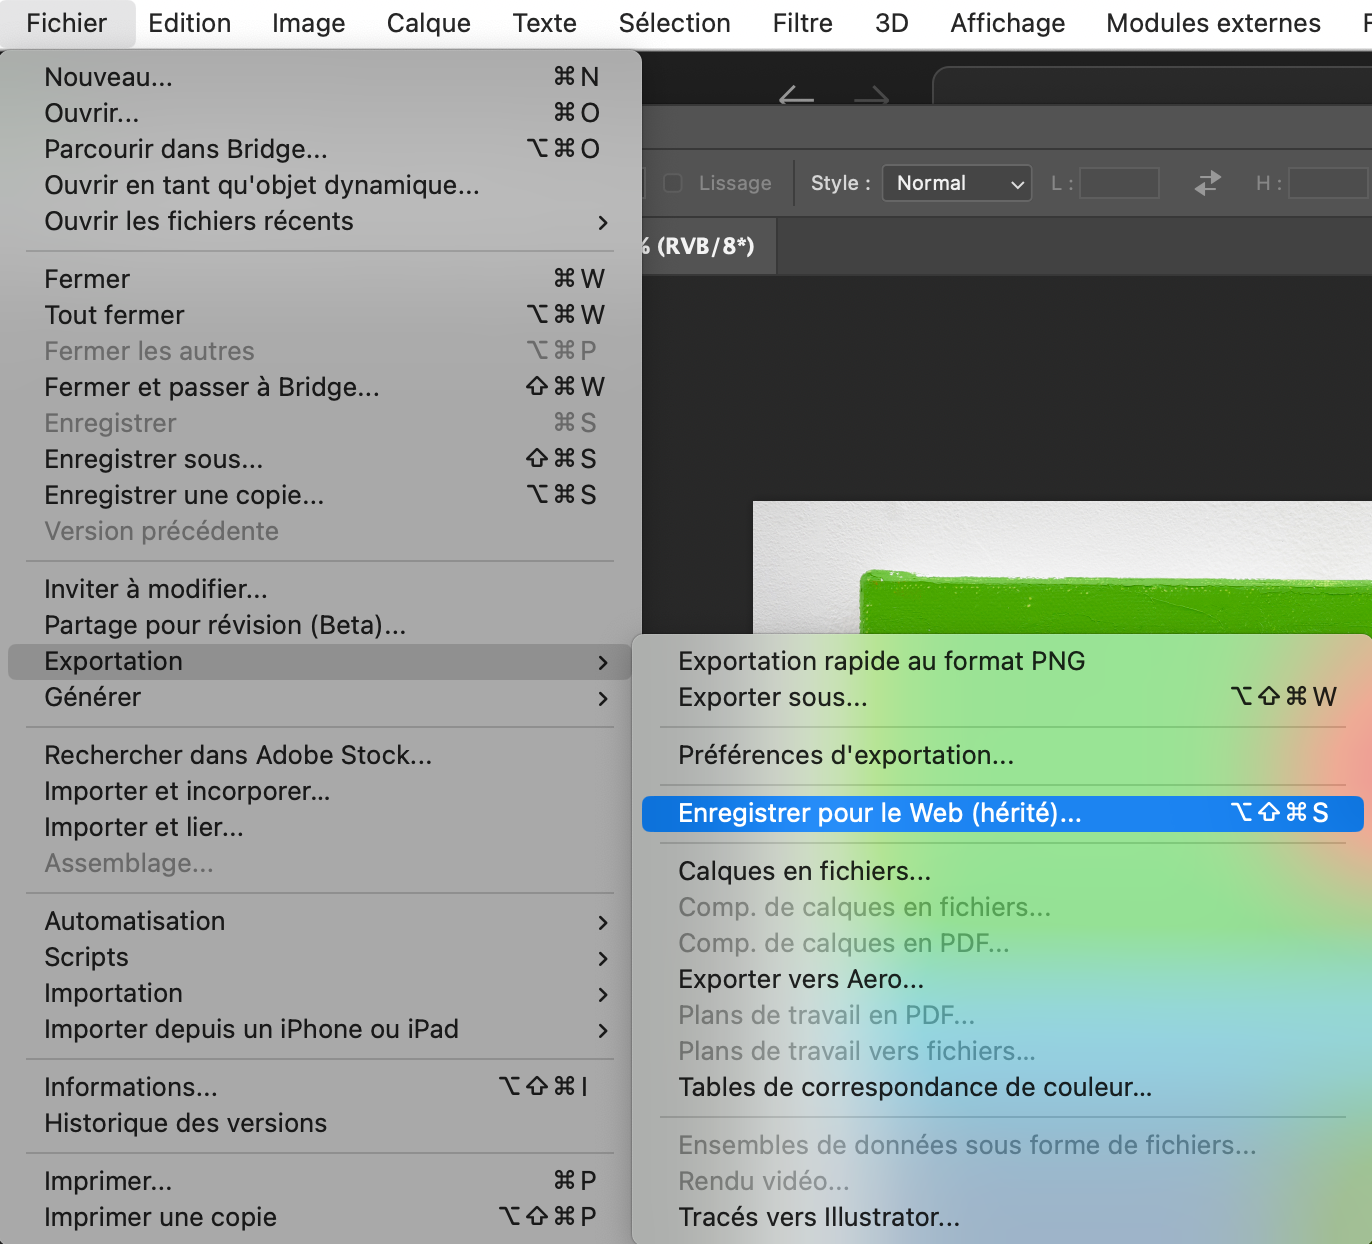 Fichier Edition Image Calque Texte Sélection Filtre 3D Affichage Modules externes
Nouveau... ⌘N
Ouvrir... ⌘O
Parcourir dans Bridge... ⌥⌘O
Ouvrir en tant qu'objet dynamique...
Ouvrir les fichiers récents
Lissage Style : Normal L : H :
% (RVB/8*)
Fermer ⌘W
Tout fermer ⌥⌘W
Fermer les autres ⌥⌘P
Fermer et passer à Bridge... ⇧⌘W
Enregistrer ⌘S
Enregistrer sous... ⇧⌘S
Enregistrer une copie... ⌥⌘S
Version précédente
Inviter à modifier...
Partage pour révision (Beta)...
Exportation
Générer
Rechercher dans Adobe Stock...
Importer et incorporer...
Importer et lier...
Assemblage...
Automatisation
Scripts
Importation
Importer depuis un iPhone ou iPad
Informations... ⌥⇧⌘I
Historique des versions
Imprimer... ⌘P
Imprimer une copie ⌥⇧⌘P
Exportation rapide au format PNG
Exporter sous... ⌥⇧⌘W
Préférences d'exportation...
Enregistrer pour le Web (hérité)... ⌥⇧⌘S
Calques en fichiers...
Comp. de calques en fichiers...
Comp. de calques en PDF...
Exporter vers Aero...
Plans de travail en PDF...
Plans de travail vers fichiers...
Tables de correspondance de couleur...
Ensembles de données sous forme de fichiers...
Rendu vidéo...
Tracés vers Illustrator...